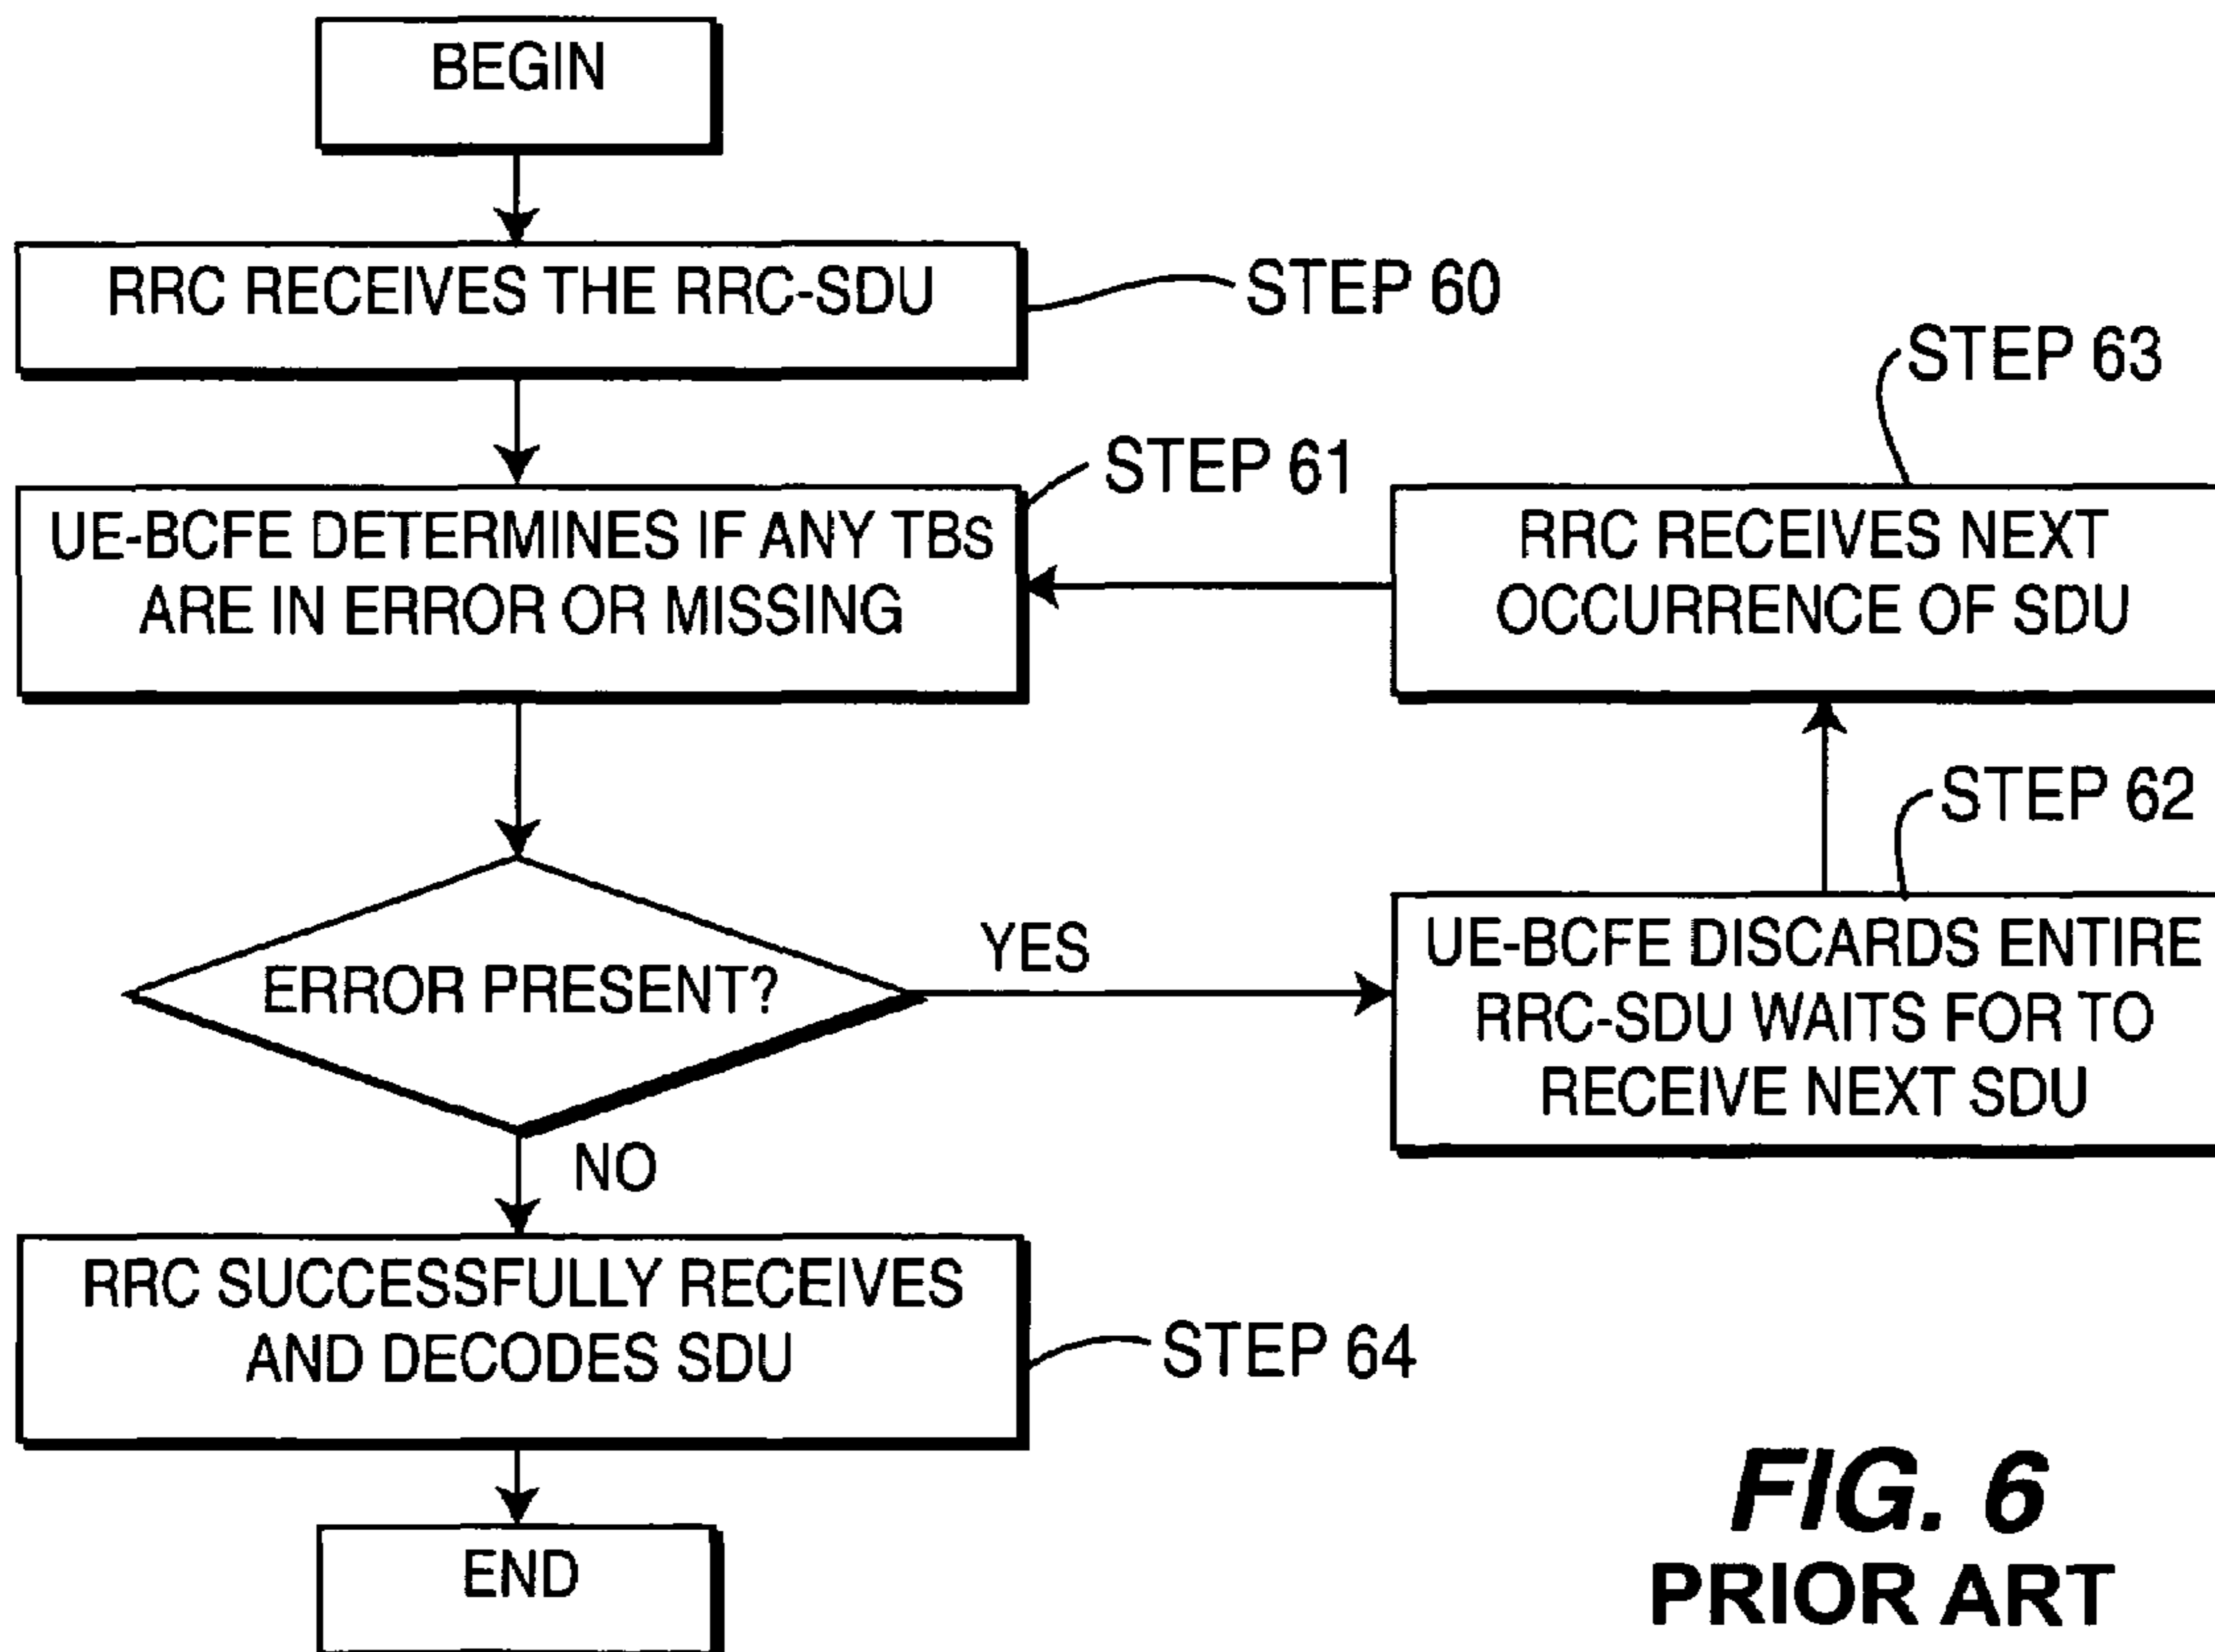 BEGIN
RRC RECEIVES THE RRC-SDU
STEP 60
STEP 61
UE-BCFE DETERMINES IF ANY TBs
ARE IN ERROR OR MISSING
STEP 63
RRC RECEIVES NEXT
OCCURRENCE OF SDU
ERROR PRESENT?
YES
STEP 62
UE-BCFE DISCARDS ENTIRE
RRC-SDU WAITS FOR TO
RECEIVE NEXT SDU
NO
RRC SUCCESSFULLY RECEIVES
AND DECODES SDU
STEP 64
END
FIG. 6
PRIOR ART